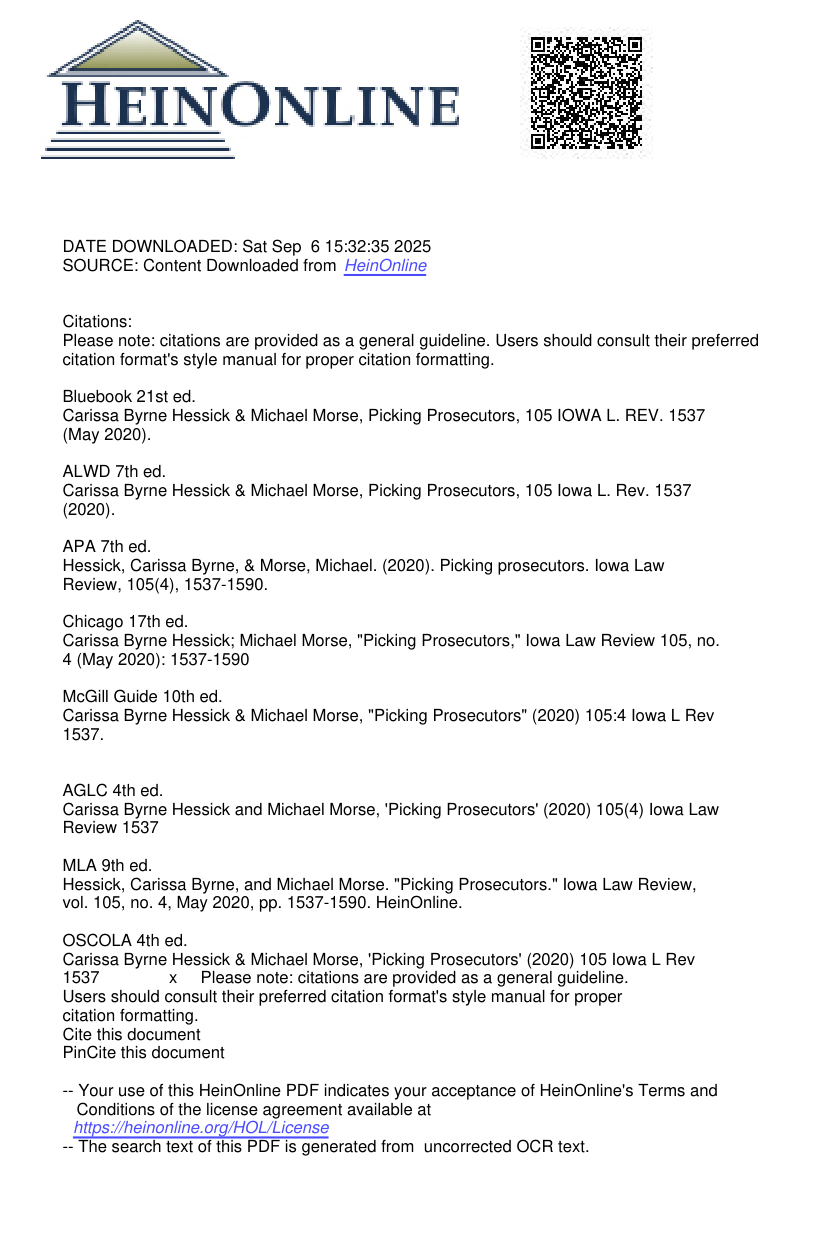 HEINONLINE
DATE DOWNLOADED: Sat Sep  6 15:32:35 2025
SOURCE: Content Downloaded from HeinOnline
Citations:
Please note: citations are provided as a general guideline. Users should consult their preferred
citation format's style manual for proper citation formatting.
Bluebook 21st ed.
Carissa Byrne Hessick & Michael Morse, Picking Prosecutors, 105 IOWA L. REV. 1537
(May 2020).
ALWD 7th ed.
Carissa Byrne Hessick & Michael Morse, Picking Prosecutors, 105 Iowa L. Rev. 1537
(2020).
APA 7th ed.
Hessick, Carissa Byrne, & Morse, Michael. (2020). Picking prosecutors. Iowa Law
Review, 105(4), 1537-1590.
Chicago 17th ed.
Carissa Byrne Hessick; Michael Morse, "Picking Prosecutors," Iowa Law Review 105, no.
4 (May 2020): 1537-1590
McGill Guide 10th ed.
Carissa Byrne Hessick & Michael Morse, "Picking Prosecutors" (2020) 105:4 Iowa L Rev
1537.
AGLC 4th ed.
Carissa Byrne Hessick and Michael Morse, 'Picking Prosecutors' (2020) 105(4) Iowa Law
Review 1537
MLA 9th ed.
Hessick, Carissa Byrne, and Michael Morse. "Picking Prosecutors." Iowa Law Review,
vol. 105, no. 4, May 2020, pp. 1537-1590. HeinOnline.
OSCOLA 4th ed.
Carissa Byrne Hessick & Michael Morse, 'Picking Prosecutors' (2020) 105 Iowa L Rev
1537 x Please note: citations are provided as a general guideline.
Users should consult their preferred citation format's style manual for proper
citation formatting.
Cite this document
PinCite this document
-- Your use of this HeinOnline PDF indicates your acceptance of HeinOnline's Terms and
Conditions of the license agreement available at
https://heinonline.org/HOL/License
-- The search text of this PDF is generated from uncorrected OCR text.